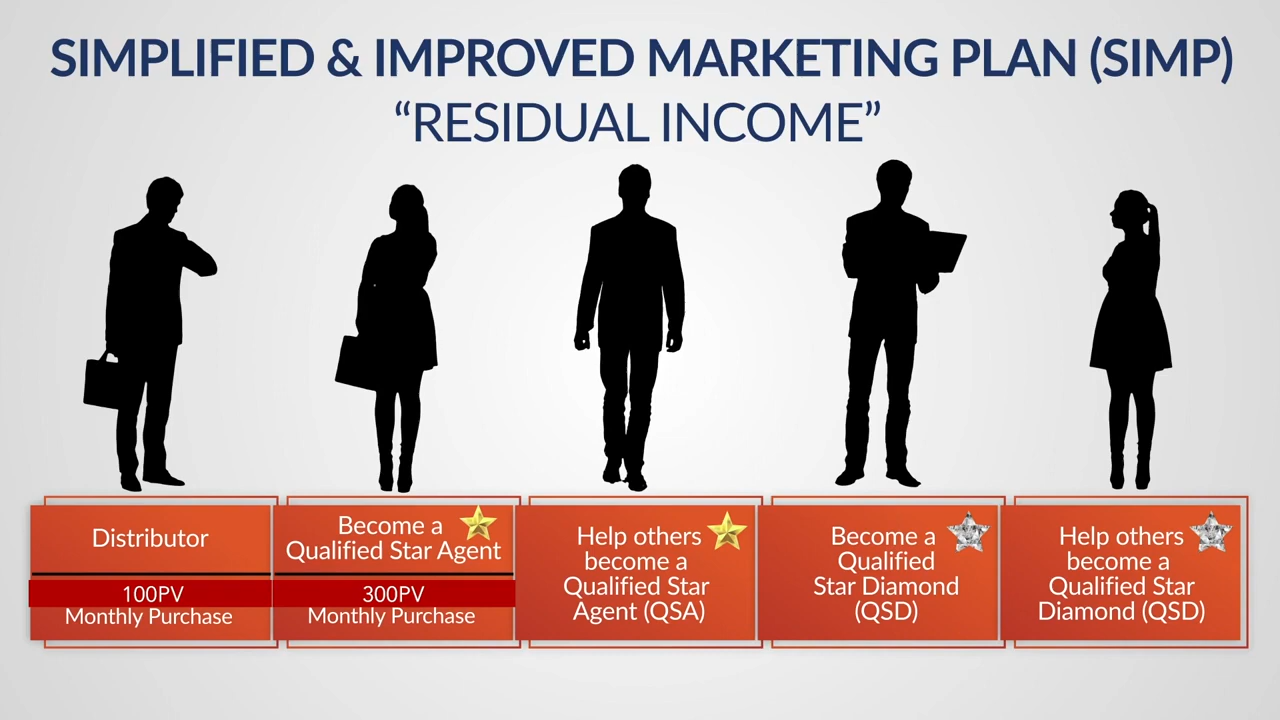 SIMPLIFIED & IMPROVED MARKETING PLAN (SIMP)
“RESIDUAL INCOME”
Distributor
100PV
Monthly Purchase
Become a
Qualified Star Agent
300PV
Monthly Purchase
Help others
become a
Qualified Star
Agent (QSA)
Become a
Qualified
Star Diamond
(QSD)
Help others
become a
Qualified Star
Diamond (QSD)